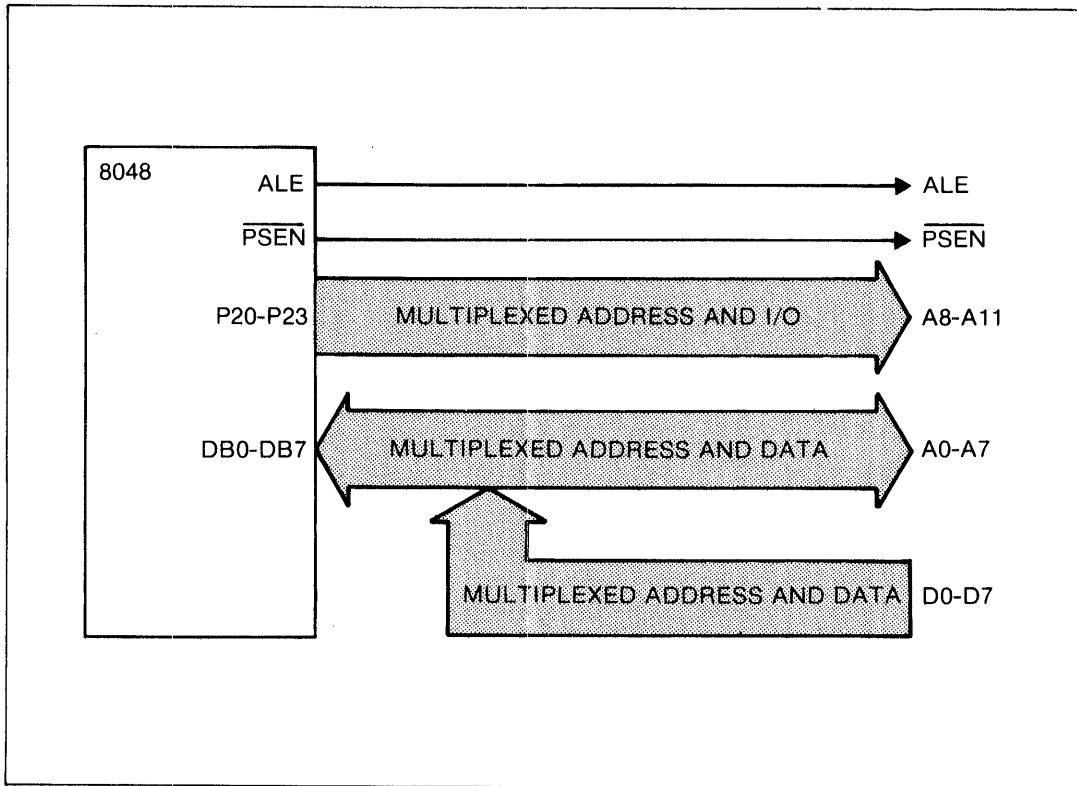 8048
ALE
ALE
PSEN
PSEN
P20-P23
MULTIPLEXED ADDRESS AND I/O
A8-A11
DB0-DB7
MULTIPLEXED ADDRESS AND DATA
A0-A7
MULTIPLEXED ADDRESS AND DATA
D0-D7